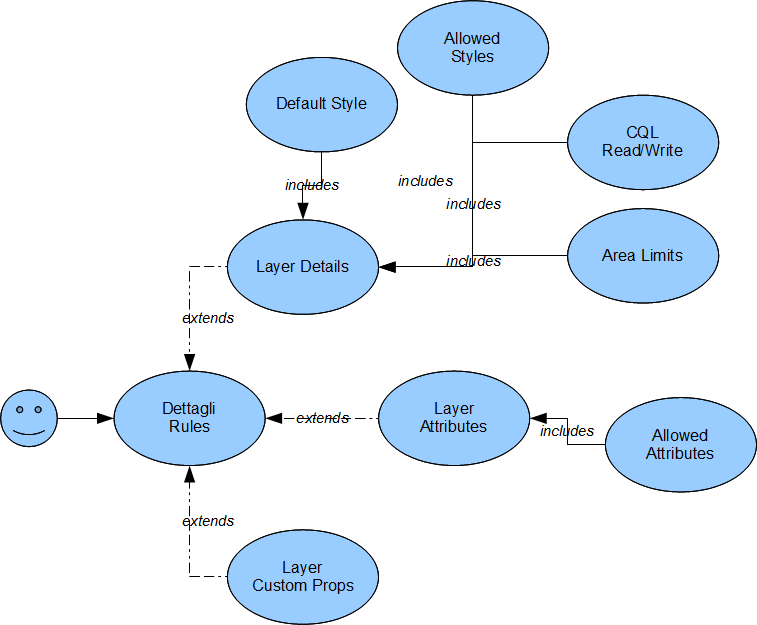 Allowed
Styles
Default Style
CQL
Read/Write
includes
includes
includes
Layer Details
includes
Area Limits
extends
Dettagli
Rules
extends
Layer
Attributes
includes
Allowed
Attributes
extends
Layer
Custom Props